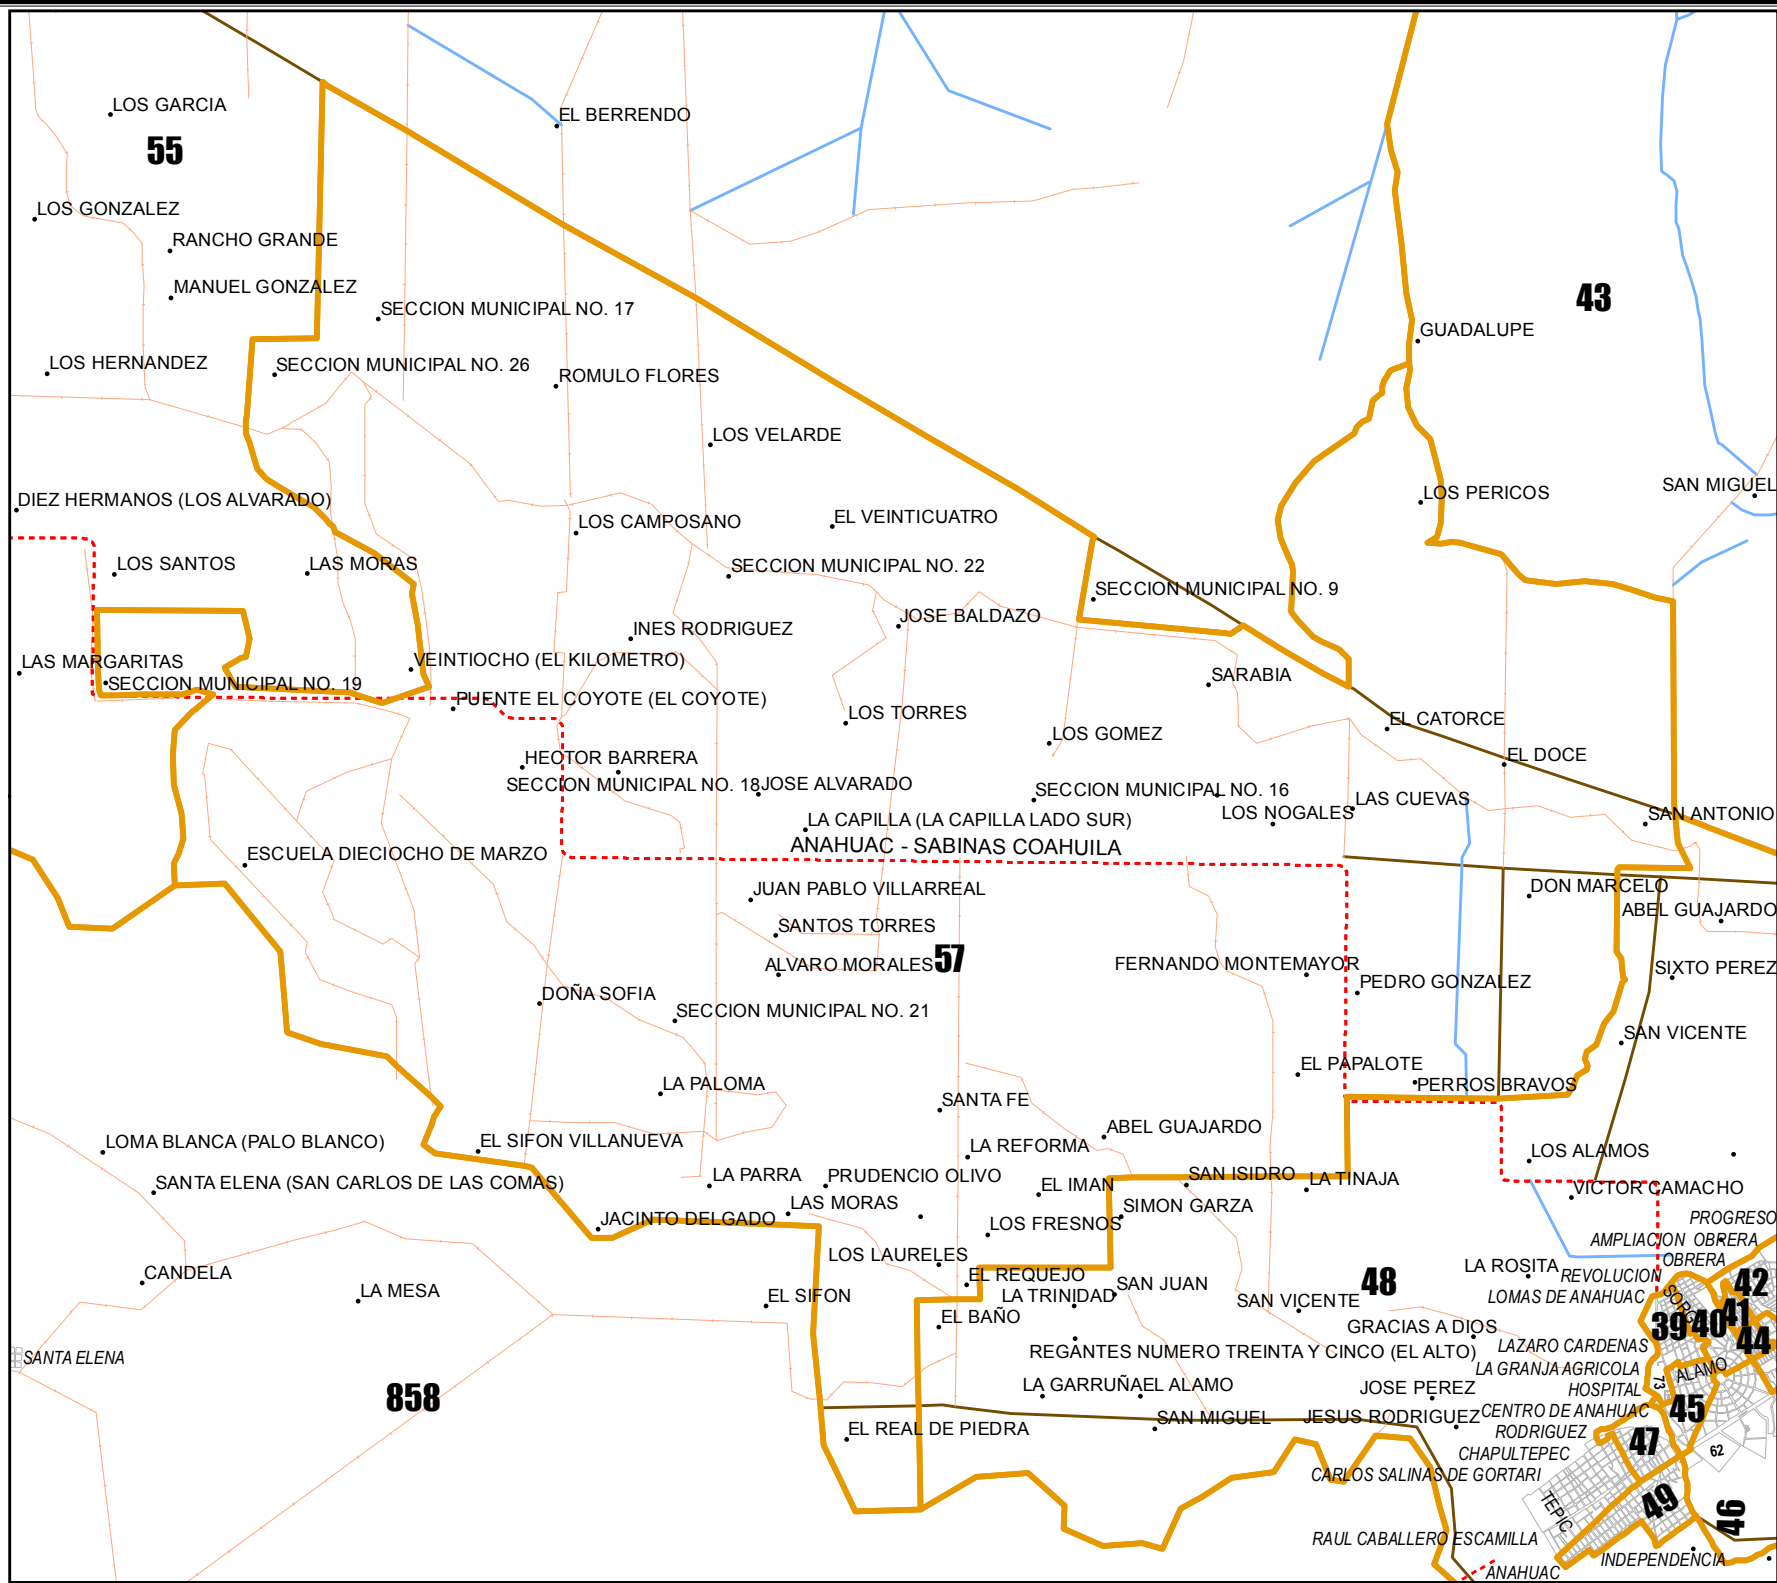 LOS GARCIA
EL BERRENDO
55
LOS GONZALEZ
RANCHO GRANDE
MANUEL GONZALEZ
43
SECCION MUNICIPAL NO. 17
GUADALUPE
LOS HERNANDEZ
SECCION MUNICIPAL NO. 26
ROMULO FLORES
LOS VELARDE
DIEZ HERMANOS (LOS ALVARADO)
LOS PERICOS
SAN MIGUEL
LOS CAMPOSANO
EL VEINTICUATRO
LOS SANTOS
LAS MORAS
SECCION MUNICIPAL NO. 22
SECCION MUNICIPAL NO. 9
INES RODRIGUEZ
JOSE BALDAZO
LAS MARGARITAS
VEINTIOCHO (EL KILOMETRO)
SARABIA
SECCION MUNICIPAL NO. 19
PUENTE EL COYOTE (EL COYOTE)
LOS TORRES
EL CATORCE
LOS GOMEZ
EL DOCE
HECTOR BARRERA
SECCION MUNICIPAL NO. 18
JOSE ALVARADO
SECCION MUNICIPAL NO. 16
LAS CUEVAS
LOS NOGALES
SAN ANTONIO
LA CAPILLA (LA CAPILLA LADO SUR)
ANAHUAC - SABINAS COAHUILA
ESCUELA DIECIOCHO DE MARZO
JUAN PABLO VILLARREAL
DON MARCELO
ABEL GUAJARDO
SANTOS TORRES
ALVARO MORALES
57
FERNANDO MONTEMAYOR
SIXTO PEREZ
PEDRO GONZALEZ
DOÑA SOFIA
SECCION MUNICIPAL NO. 21
SAN VICENTE
EL PAPALOTE
LA PALOMA
PERROS BRAVOS
SANTA FE
ABEL GUAJARDO
LOMA BLANCA (PALO BLANCO)
EL SIFON VILLANUEVA
LA REFORMA
LOS ALAMOS
SANTA ELENA (SAN CARLOS DE LAS COMAS)
LA PARRA
PRUDENCIO OLIVO
EL IMAN
SAN ISIDRO
LA TINAJA
VICTOR CAMACHO
LAS MORAS
SIMON GARZA
JACINTO DELGADO
LOS FRESNOS
PROGRESO
AMPLIACION OBRERA
LOS LAURELES
OBRERA
CANDELA
EL REQUEJO
LA ROSITA
REVOLUCION
LA MESA
SAN JUAN
48
42
LA TRINIDAD
LOMAS DE ANAHUAC
EL SIFON
SAN VICENTE
SORG
41
EL BAÑO
GRACIAS A DIOS
39
40
44
REGANTES NUMERO TREINTA Y CINCO (EL ALTO)
LAZARO CARDENAS
SANTA ELENA
LA GRANJA AGRICOLA
ALAMO
858
LA GARRUÑA
EL ALAMO
JOSE PEREZ
HOSPITAL
73
SAN MIGUEL
JESUS RODRIGUEZ
CENTRO DE ANAHUAC
45
EL REAL DE PIEDRA
RODRIGUEZ
47
CHAPULTEPEC
62
CARLOS SALINAS DE GORTARI
TEPIC
49
46
RAUL CABALLERO ESCAMILLA
INDEPENDENCIA
ANAHUAC